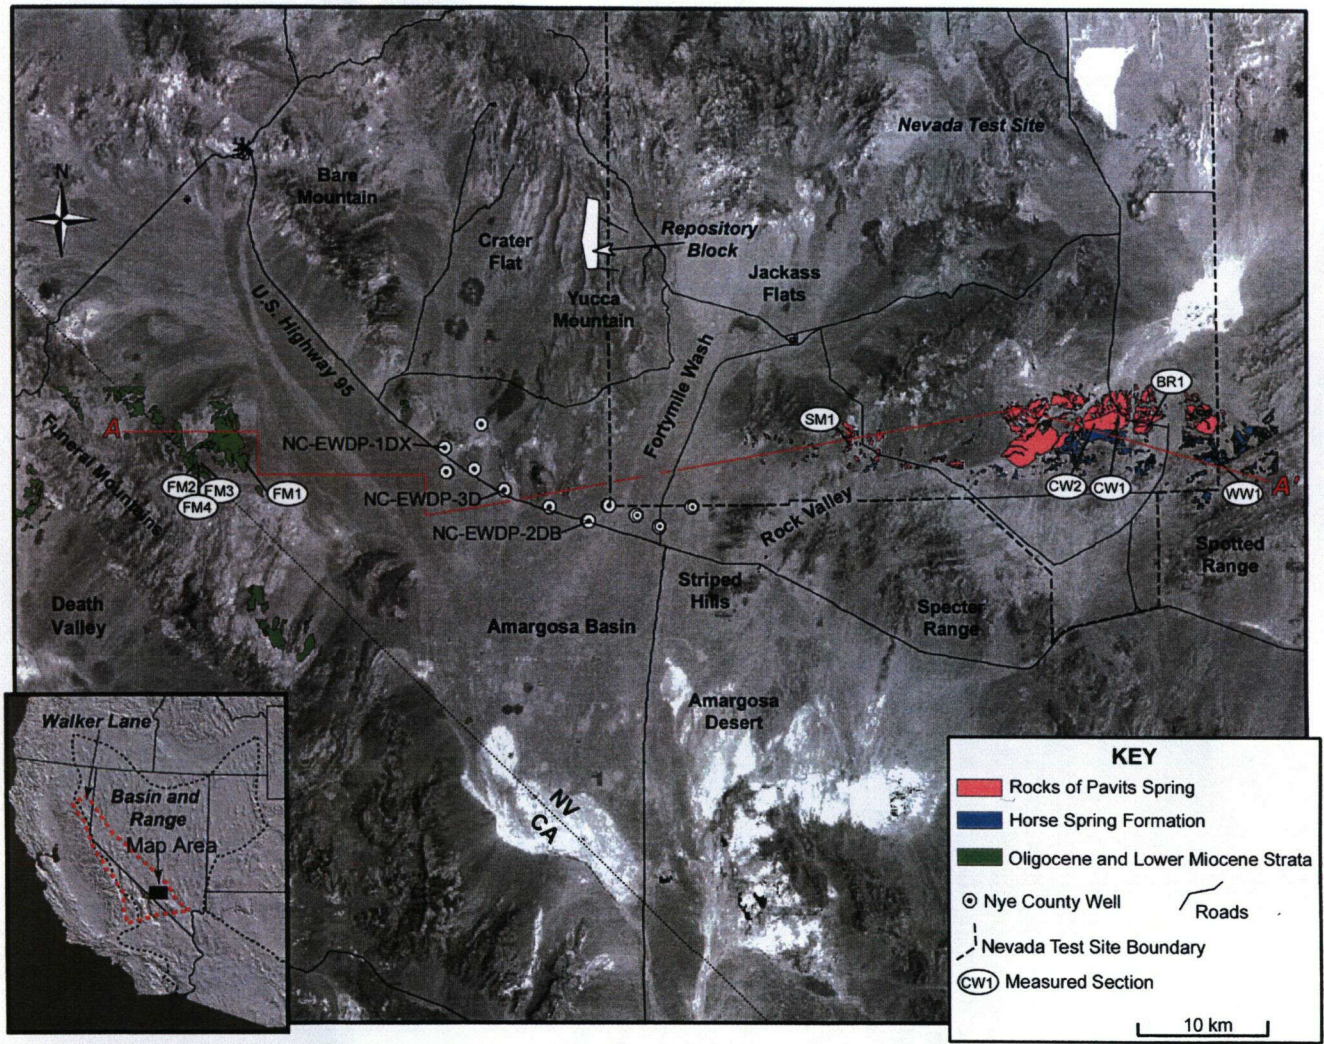 Nevada Test Site
N
Bare
Mountain
Crater
Flat
Repository
Block
Jackass
Flats
Yucca
Mountain
U.S. Highway 95
Fortymile Wash
BR1
SM1
A
NC-EWDP-1DX
Funeral Mountains
FM2
FM3
FM1
FM4
NC-EWDP-3D
CW2
CW1
WW1
A'
NC-EWDP-2DB
Rock Valley
Spotted
Range
Striped
Hills
Death
Valley
Specter
Range
Amargosa Basin
Amargosa
Desert
NV
CA
Walker Lane
Basin and
Range
Map Area
KEY
Rocks of Pavits Spring
Horse Spring Formation
Oligocene and Lower Miocene Strata
Nye County Well
Roads
Nevada Test Site Boundary
CW1
Measured Section
10 km